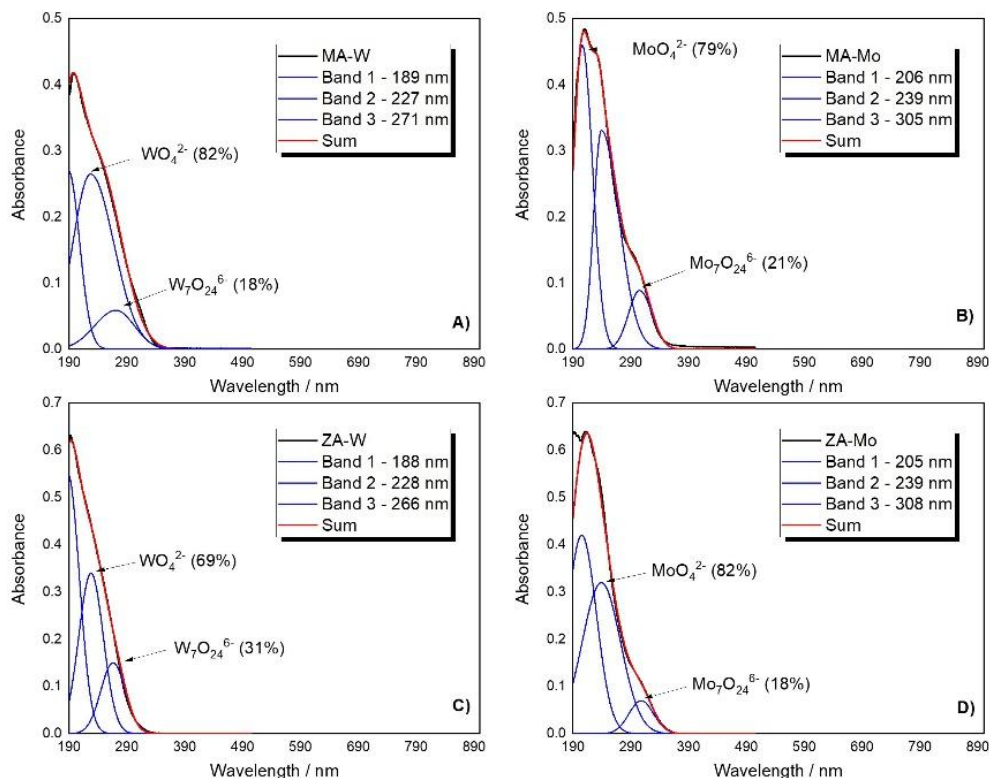 0.5
0.4
0.3
0.2
0.1
0.0
Absorbance
MA-W
Band 1 - 189 nm
Band 2 - 227 nm
Band 3 - 271 nm
Sum
WO₄²⁻ (82%)
W₇O₂₄⁶⁻ (18%)
A)
190 290 390 490 590 690 790 890
Wavelength / nm
0.5
0.4
0.3
0.2
0.1
0.0
Absorbance
MoO₄²⁻ (79%)
MA-Mo
Band 1 - 206 nm
Band 2 - 239 nm
Band 3 - 305 nm
Sum
Mo₇O₂₄⁶⁻ (21%)
B)
190 290 390 490 590 690 790 890
Wavelength / nm
0.7
0.6
0.5
0.4
0.3
0.2
0.1
0.0
Absorbance
ZA-W
Band 1 - 188 nm
Band 2 - 228 nm
Band 3 - 266 nm
Sum
WO₄²⁻ (69%)
W₇O₂₄⁶⁻ (31%)
C)
190 290 390 490 590 690 790 890
Wavelength / nm
0.7
0.6
0.5
0.4
0.3
0.2
0.1
0.0
Absorbance
ZA-Mo
Band 1 - 205 nm
Band 2 - 239 nm
Band 3 - 308 nm
Sum
MoO₄²⁻ (82%)
Mo₇O₂₄⁶⁻ (18%)
D)
190 290 390 490 590 690 790 890
Wavelength / nm